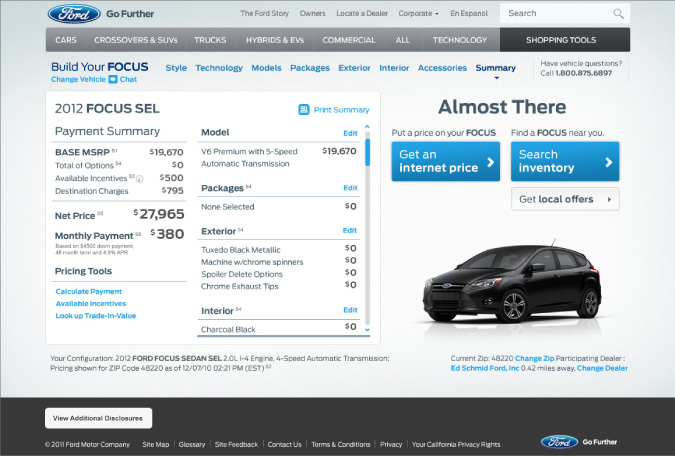 Ford Go Further
The Ford Story Owners Locate a Dealer Corporate En Espanol Search
CARS CROSSOVERS & SUVs TRUCKS HYBRIDS & EVs COMMERCIAL ALL TECHNOLOGY SHOPPING TOOLS
Build Your FOCUS
Change Vehicle Chat
Style Technology Models Packages Exterior Interior Accessories Summary
Have vehicle questions?
Call 1.800.875.6897
2012 FOCUS SEL
Print Summary
Payment Summary
BASE MSRP $19,670
Total of Options $0
Available Incentives $500
Destination Charges $795
Net Price $27,965
Monthly Payment $380
Based on $4500 down payment,
48 month term and 4.9% APR
Pricing Tools
Calculate Payment
Available Incentives
Look up Trade-In-Value
Model Edit
V6 Premium with 5-Speed $19,670
Automatic Transmission
Packages Edit
None Selected $0
Exterior Edit
Tuxedo Black Metallic $0
Machine w/chrome spinners $0
Spoiler Delete Options $0
Chrome Exhaust Tips $0
Interior Edit
Charcoal Black $0
Almost There
Put a price on your FOCUS
Get an
internet price
Find a FOCUS near you.
Search
inventory
Get local offers
Your Configuration: 2012 FORD FOCUS SEDAN SEL 2.0L I-4 Engine, 4-Speed Automatic Transmission;
Pricing shown for ZIP Code 48220 as of 12/07/10 02:21 PM (EST)
Current Zip: 48220 Change Zip Participating Dealer :
Ed Schmid Ford, Inc 0.42 miles away, Change Dealer
View Additional Disclosures
© 2011 Ford Motor Company Site Map Glossary Site Feedback Contact Us Terms & Conditions Privacy Your California Privacy Rights
Ford Go Further